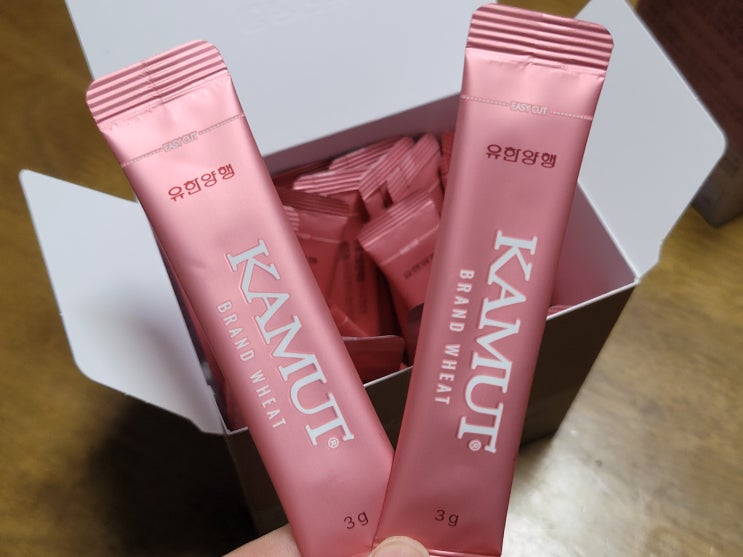 EASY CUT
유한양행
KAMUT®
BRAND WHEAT
3g
EASY CUT
유한양행
KAMUT®
BRAND WHEAT
3g